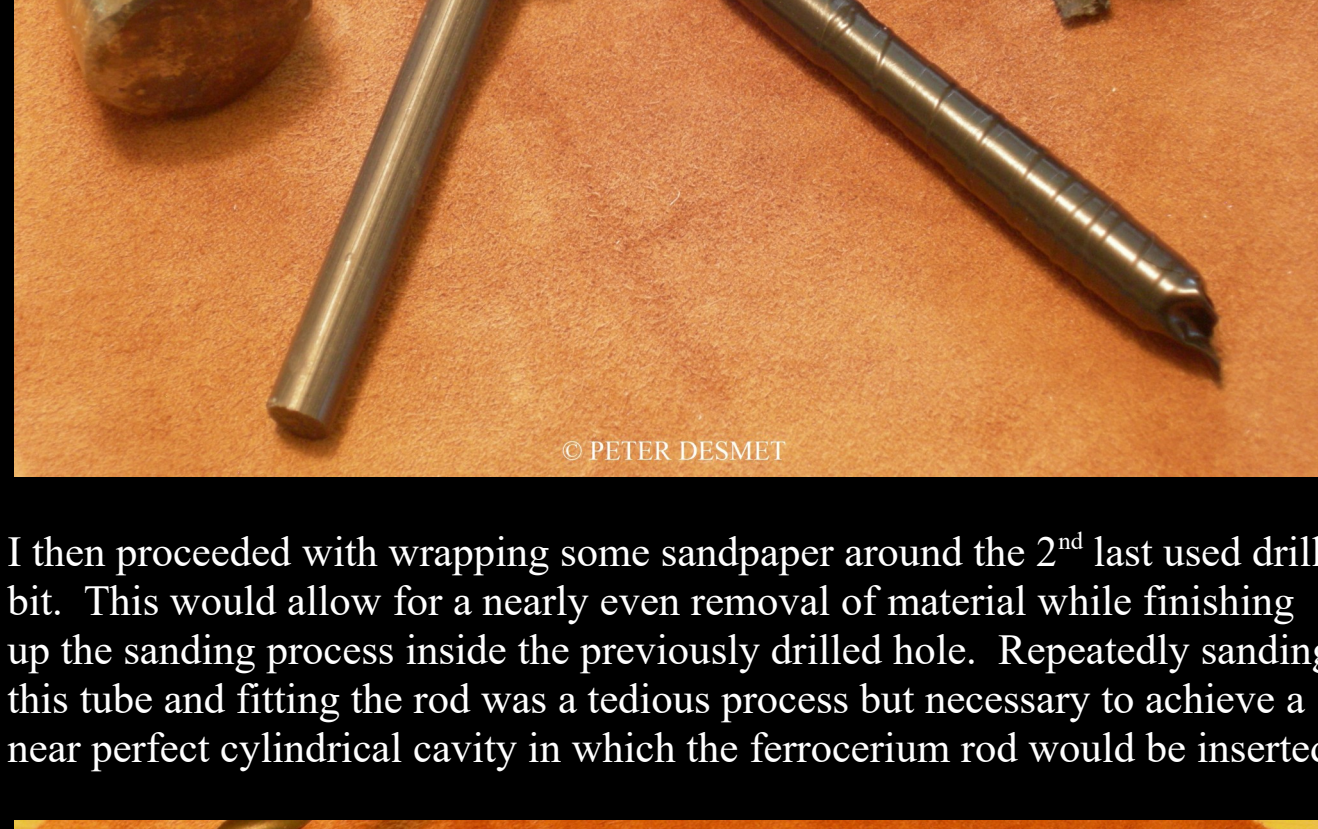 © PETER DESMET
I then proceeded with wrapping some sandpaper around the 2nd last used drill
bit.  This would allow for a nearly even removal of material while finishing
up the sanding process inside the previously drilled hole.  Repeatedly sanding
this tube and fitting the rod was a tedious process but necessary to achieve a
near perfect cylindrical cavity in which the ferrocerium rod would be inserted